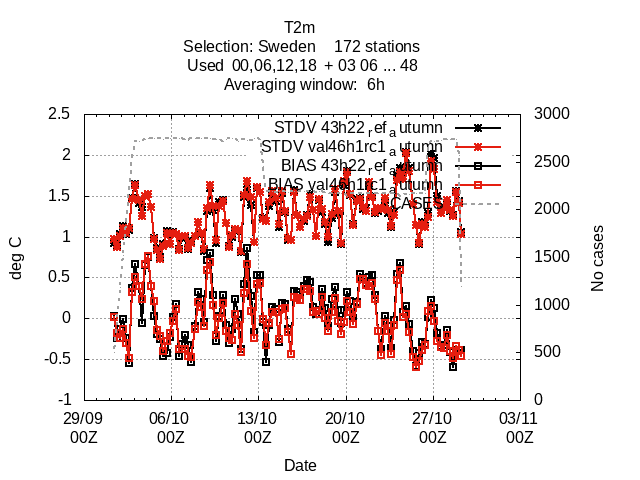 T2m
Selection: Sweden 172 stations
Used 00,06,12,18 + 03 06 ... 48
Averaging window: 6h
2.5
2
1.5
1
0.5
0
-0.5
-1
3000
2500
2000
1500
1000
500
0
STDV 43h22_ref_autumn
STDV val46h1rc1_autumn
BIAS 43h22_ref_autumn
BIAS val46h1rc1_autumn
CASES
deg C
No cases
29/09 06/10 13/10 20/10 27/10 03/11
00Z 00Z 00Z 00Z 00Z 00Z
Date